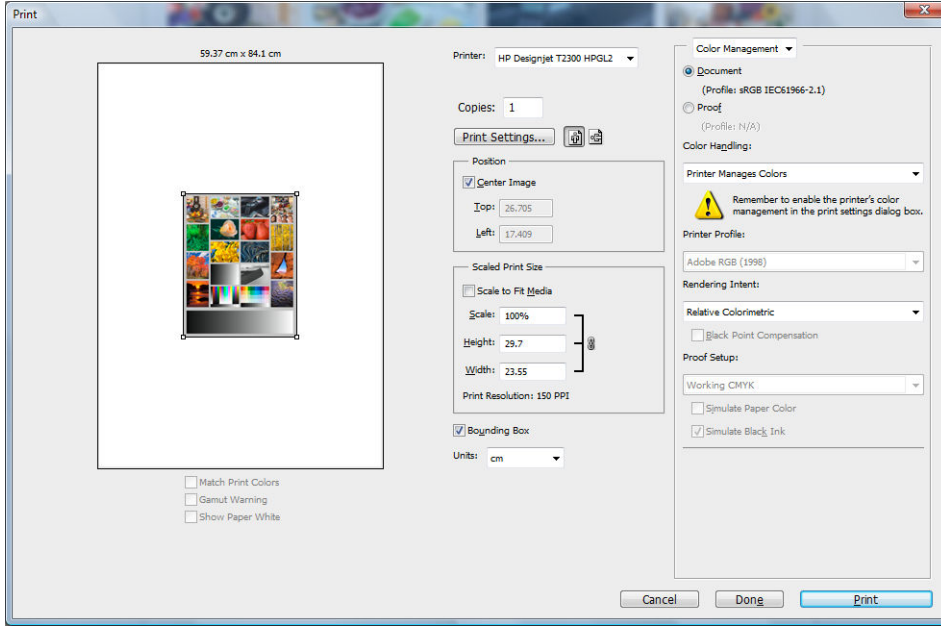 Print
59.37 cm x 84.1 cm
Match Print Colors
Gamut Warning
Show Paper White
Printer: HP Designjet T2300 HPGL2
Copies: 1
Print Settings...
Position
Center Image
Top: 26.705
Left: 17.409
Scaled Print Size
Scale to Fit Media
Scale: 100%
Height: 29.7
Width: 23.55
Print Resolution: 150 PPI
Bounding Box
Units: cm
Color Management
Document
(Profile: sRGB IEC61966-2.1)
Proof
(Profile: N/A)
Color Handling:
Printer Manages Colors
Remember to enable the printer's color
management in the print settings dialog box.
Printer Profile:
Adobe RGB (1998)
Rendering Intent:
Relative Colorimetric
Black Point Compensation
Proof Setup:
Working CMYK
Simulate Paper Color
Simulate Black Ink
Cancel
Done
Print